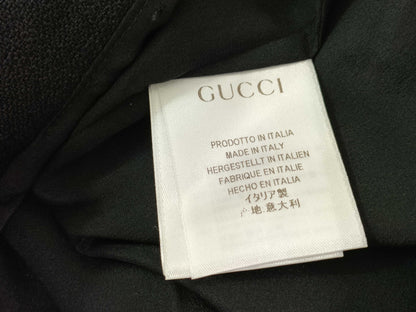 GUCCI
PRODOTTO IN ITALIA
MADE IN ITALY
HERGESTELLT IN ITALIEN
FABRIQUE EN ITALIE
HECHO EN ITALIA
イタリア製
产地:意大利